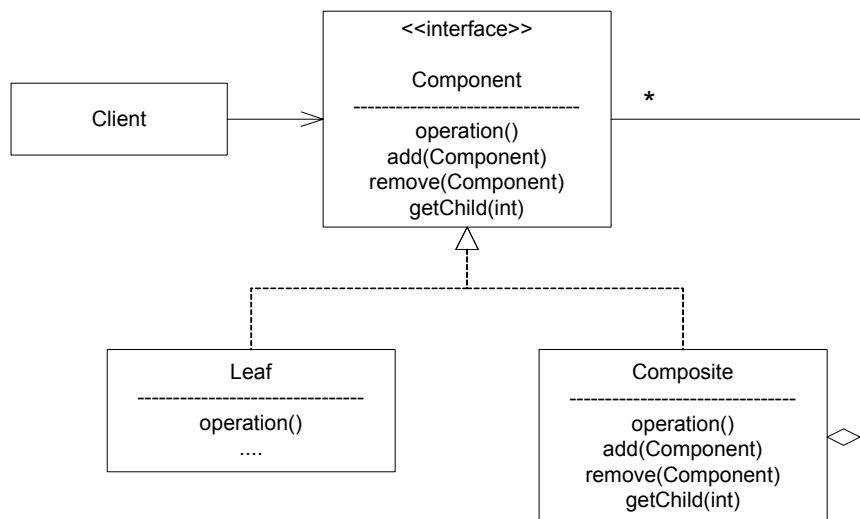 <<interface>>
Component
--------------------------------
operation()
add(Component)
remove(Component)
getChild(int)
*
Client
Leaf
--------------------------------
operation()
....
Composite
--------------------------------
operation()
add(Component)
remove(Component)
getChild(int)